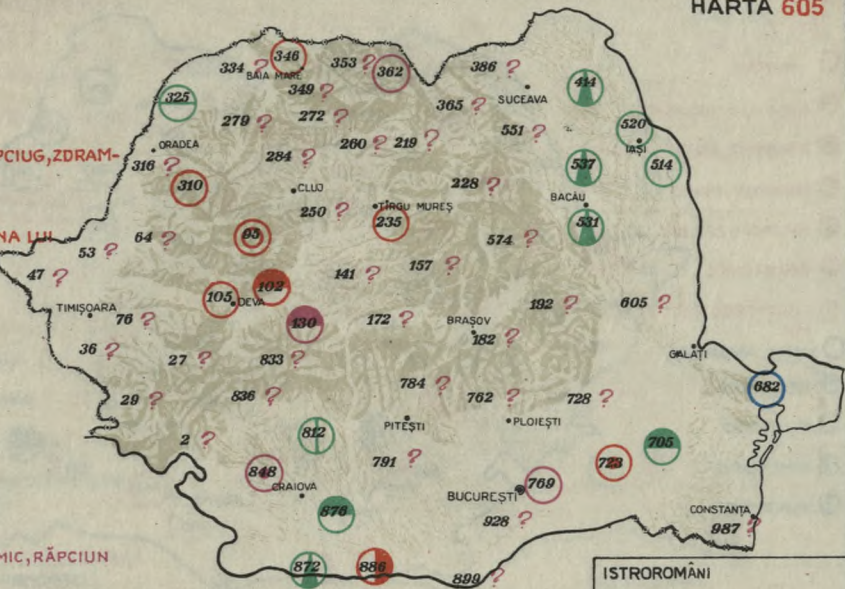 HARTA 605
346
334 ?
BAIA MARE
353 ?
362
386 ?
325
349 ?
SUCEAVA
414
279 ?
272 ?
365 ?
551 ?
520
IAȘI
ORADEA
PCIUG, ZDRAM-
316 ?
284 ?
260 ?
219 ?
537
514
310
CLUJ
228 ?
BACĂU
250 ?
TÎRGU MUREȘ
235
531
NA LUI
53 ?
64 ?
95
574 ?
47 ?
141 ?
157 ?
105
DEVA
102
TIMIȘOARA
76 ?
130
172 ?
BRAȘOV
182 ?
192 ?
605 ?
GALAȚI
36 ?
27 ?
833 ?
682
29 ?
836 ?
784 ?
762 ?
728 ?
2 ?
812
PITEȘTI
PLOIEȘTI
705
848
791 ?
723
CRAIOVA
BUCUREȘTI
769
876
928 ?
CONSTANȚA
987 ?
MIC, RĂPCIUN
872
886
899 ?
ISTROROMÂNI